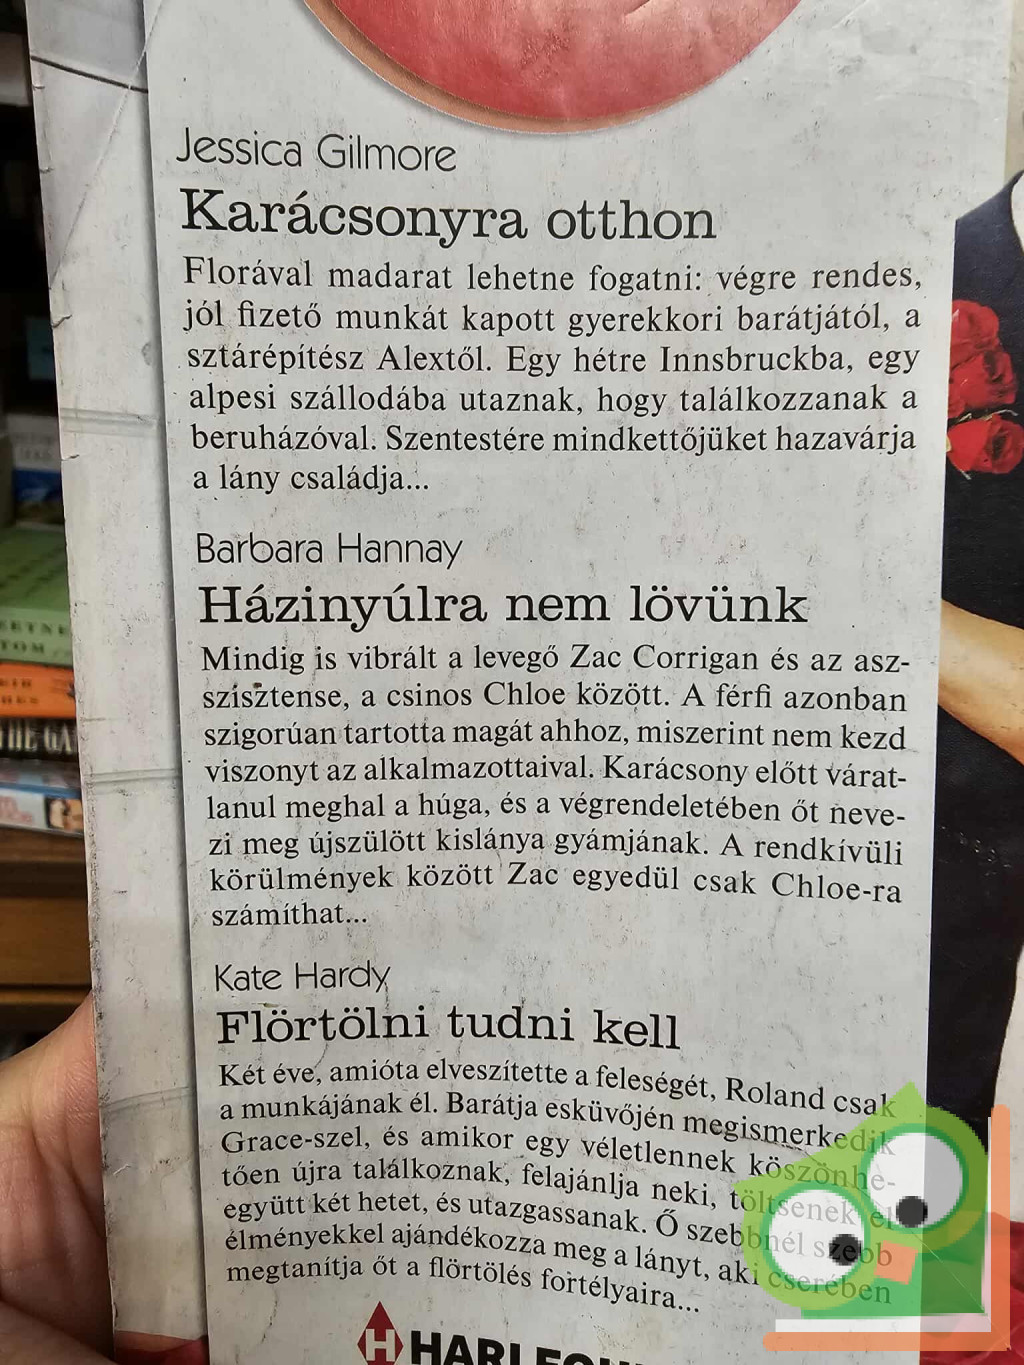 Jessica Gilmore
Karácsonyra otthon
Florával madarat lehetne fogatni: végre rendes,
jól fizető munkát kapott gyerekkori barátjától, a
sztárépítész Alextől. Egy hétre Innsbruckba, egy
alpesi szállodába utaznak, hogy találkozzanak a
beruházóval. Szentestére mindkettőjüket hazavárja
a lány családja...
Barbara Hannay
Házinyúlra nem lövünk
Mindig is vibrált a levegő Zac Corrigan és az asz-
szisztense, a csinos Chloe között. A férfi azonban
szigorúan tartotta magát ahhoz, miszerint nem kezd
viszonyt az alkalmazottaival. Karácsony előtt várat-
lanul meghal a húga, és a végrendeletében őt neve-
zi meg újszülött kislánya gyámjának. A rendkívüli
körülmények között Zac egyedül csak Chloe-ra
számíthat...
Kate Hardy
Flörtölni tudni kell
Két éve, amióta elveszítette a feleségét, Roland csak
a munkájának él. Barátja esküvőjén megismerkedik
Grace-szel, és amikor egy véletlennek köszönhe-
tően újra találkoznak, felajánlja neki, töltsenek el
együtt két hetet, és utazgassanak. Ő szebbnél szebb
élményekkel ajándékozza meg a lányt, aki cserében
megtanítja őt a flörtölés fortélyaira...